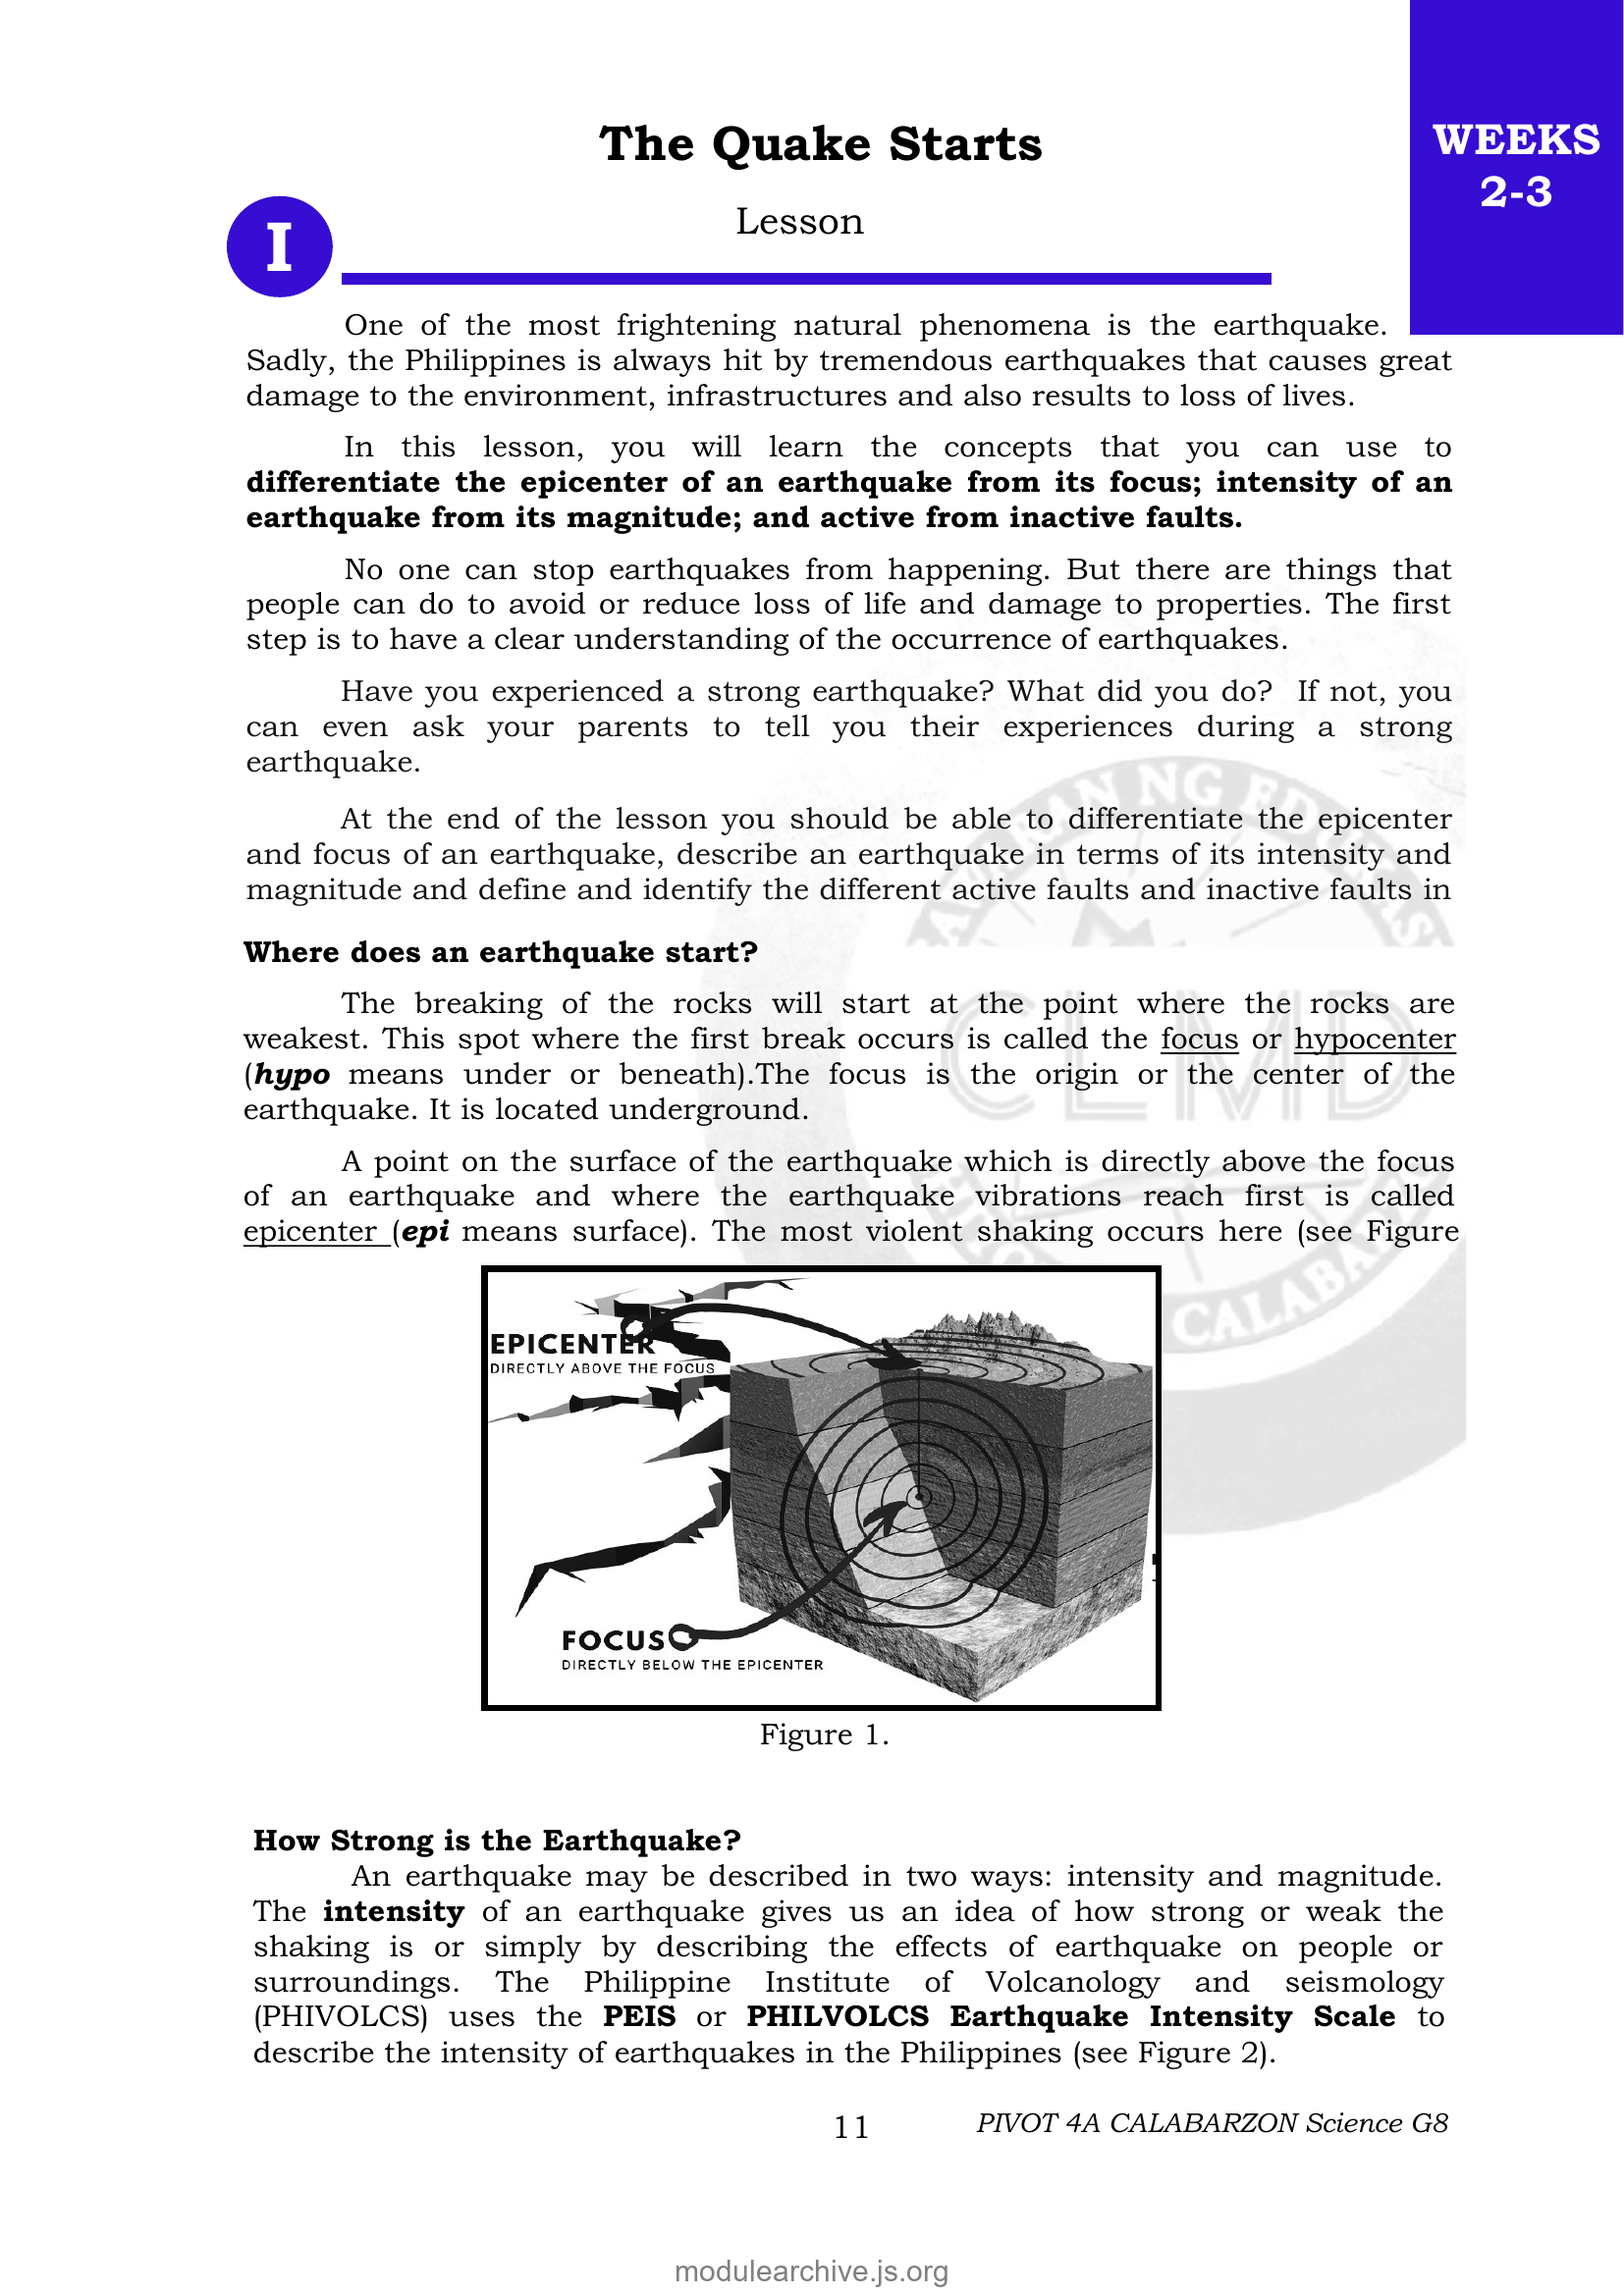 The Quake Starts
WEEKS
2-3
Lesson
I
One of the most frightening natural phenomena is the earthquake.
Sadly, the Philippines is always hit by tremendous earthquakes that causes great
damage to the environment, infrastructures and also results to loss of lives.
In this lesson, you will learn the concepts that you can use to
differentiate the epicenter of an earthquake from its focus; intensity of an
earthquake from its magnitude; and active from inactive faults.
No one can stop earthquakes from happening. But there are things that
people can do to avoid or reduce loss of life and damage to properties. The first
step is to have a clear understanding of the occurrence of earthquakes.
Have you experienced a strong earthquake? What did you do? If not, you
can even ask your parents to tell you their experiences during a strong
earthquake.
At the end of the lesson you should be able to differentiate the epicenter
and focus of an earthquake, describe an earthquake in terms of its intensity and
magnitude and define and identify the different active faults and inactive faults in
Where does an earthquake start?
The breaking of the rocks will start at the point where the rocks are
weakest. This spot where the first break occurs is called the focus or hypocenter
(hypo means under or beneath).The focus is the origin or the center of the
earthquake. It is located underground.
A point on the surface of the earthquake which is directly above the focus
of an earthquake and where the earthquake vibrations reach first is called
epicenter (epi means surface). The most violent shaking occurs here (see Figure
EPICENTER
DIRECTLY ABOVE THE FOCUS
FOCUS
DIRECTLY BELOW THE EPICENTER
Figure 1.
How Strong is the Earthquake?
An earthquake may be described in two ways: intensity and magnitude.
The intensity of an earthquake gives us an idea of how strong or weak the
shaking is or simply by describing the effects of earthquake on people or
surroundings. The Philippine Institute of Volcanology and seismology
(PHIVOLCS) uses the PEIS or PHILVOLCS Earthquake Intensity Scale to
describe the intensity of earthquakes in the Philippines (see Figure 2).
11
PIVOT 4A CALABARZON Science G8
CLMD
modulearchive.js.org